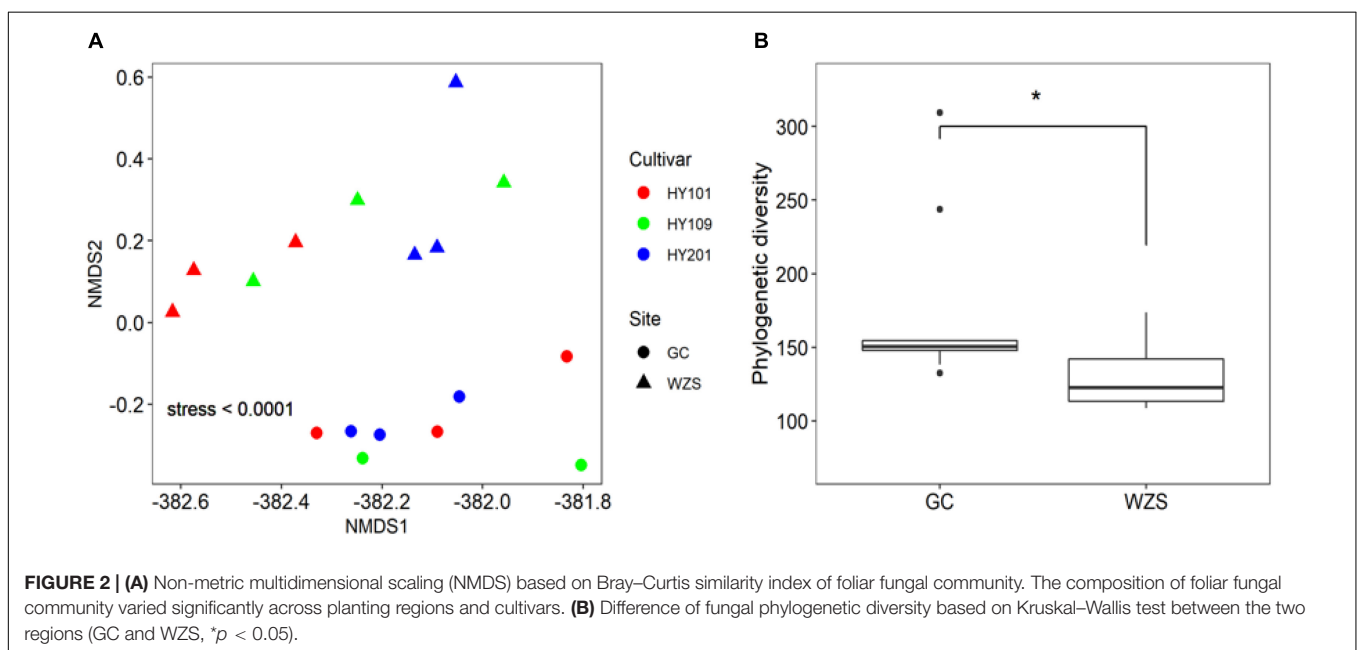 A
0.6
0.4
0.2
0.0
-0.2
NMDS2
stress < 0.0001
-382.6 -382.4 -382.2 -382.0 -381.8
NMDS1
Cultivar
HY101
HY109
HY201
Site
GC
WZS
B
*
300
250
200
150
100
Phylogenetic diversity
GC WZS
FIGURE 2 | (A) Non-metric multidimensional scaling (NMDS) based on Bray–Curtis similarity index of foliar fungal community. The composition of foliar fungal
community varied significantly across planting regions and cultivars. (B) Difference of fungal phylogenetic diversity based on Kruskal–Wallis test between the two
regions (GC and WZS, *p < 0.05).